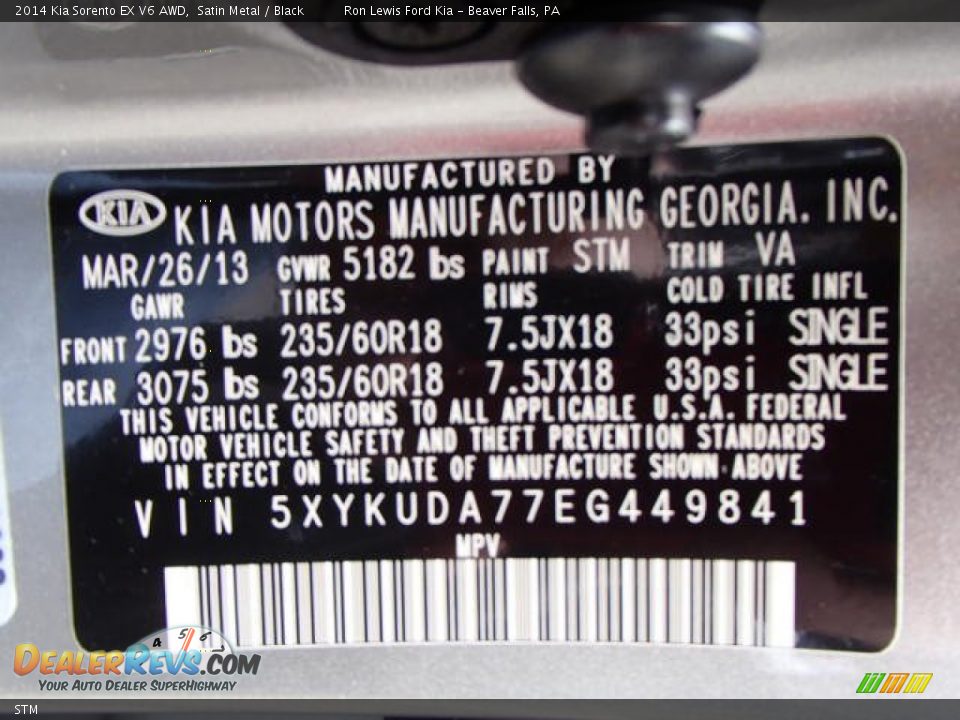 2014 Kia Sorento EX V6 AWD, Satin Metal / Black Ron Lewis Ford Kia - Beaver Falls, PA
MANUFACTURED BY
KIA KIA MOTORS MANUFACTURING GEORGIA. INC.
MAR/26/13 GVWR 5182 lbs PAINT STM TRIM VA
GAWR TIRES RIMS COLD TIRE INFL
FRONT 2976 lbs 235/60R18 7.5JX18 33psi SINGLE
REAR 3075 lbs 235/60R18 7.5JX18 33psi SINGLE
THIS VEHICLE CONFORMS TO ALL APPLICABLE U.S.A. FEDERAL
MOTOR VEHICLE SAFETY AND THEFT PREVENTION STANDARDS
IN EFFECT ON THE DATE OF MANUFACTURE SHOWN ABOVE
VIN 5XYKUDA77EG449841
MPV
4 5 6
DEALERREVS.COM
YOUR AUTO DEALER SUPERHIGHWAY
STM